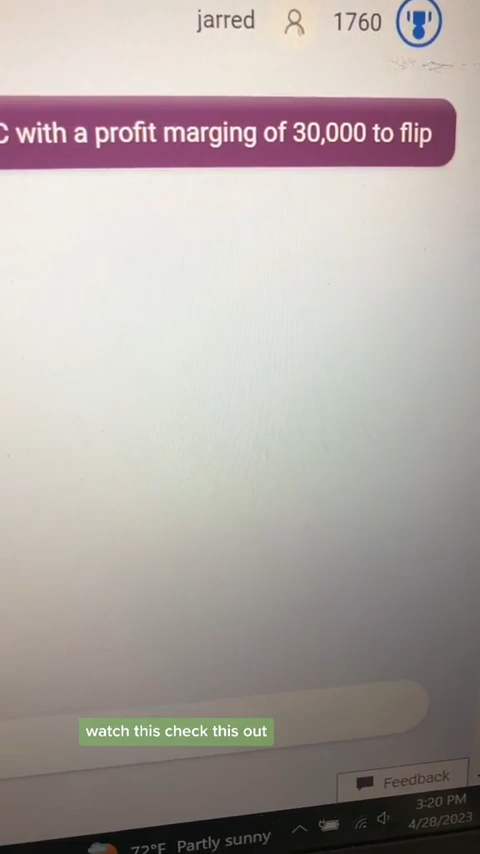 jarred 1760
C with a profit marging of 30,000 to flip
watch this check this out
Feedback
3:20 PM
72°F Partly sunny 4/28/2023